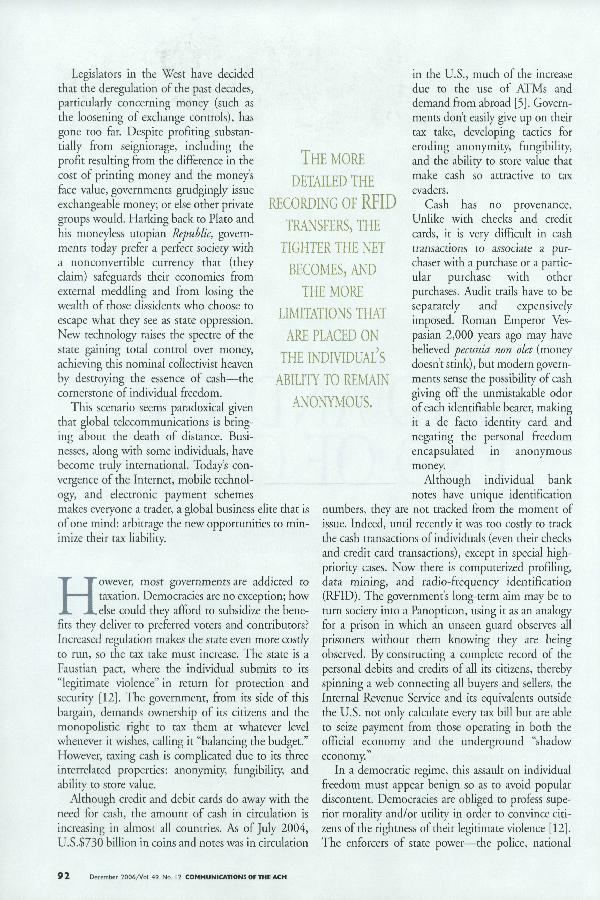 Legislators in the West have decided
that the deregulation of the past decades,
particularly concerning money (such as
the loosening of exchange controls), has
gone too far. Despite profiting substan-
tially from seigniorage, including the
profit resulting from the difference in the
cost of printing money and the money's
face value, governments grudgingly issue
exchangeable money; or else other private
groups would. Harking back to Plato and
his moneyless utopian Republic, govern-
ments today prefer a perfect society with
a nonconvertible currency that (they
claim) safeguards their economies from
external meddling and from losing the
wealth of those dissidents who choose to
escape what they see as state oppression.
New technology raises the spectre of the
state gaining total control over money,
achieving this nominal collectivist heaven
by destroying the essence of cash—the
cornerstone of individual freedom.
This scenario seems paradoxical given
that global telecommunications is bring-
ing about the death of distance. Busi-
nesses, along with some individuals, have
become truly international. Today's con-
vergence of the Internet, mobile technol-
ogy, and electronic payment schemes
makes everyone a trader, a global business elite that is
of one mind: arbitrage the new opportunities to min-
imize their tax liability.
However, most governments are addicted to
taxation. Democracies are no exception; how
else could they afford to subsidize the bene-
fits they deliver to preferred voters and contributors?
Increased regulation makes the state even more costly
to run, so the tax take must increase. The state is a
Faustian pact, where the individual submits to its
"legitimate violence" in return for protection and
security [12]. The government, from its side of this
bargain, demands ownership of its citizens and the
monopolistic right to tax them at whatever level
whenever it wishes, calling it "balancing the budget."
However, taxing cash is complicated due to its three
interrelated properties: anonymity, fungibility, and
ability to store value.
Although credit and debit cards do away with the
need for cash, the amount of cash in circulation is
increasing in almost all countries. As of July 2004,
U.S.$730 billion in coins and notes was in circulation
THE MORE
DETAILED THE
RECORDING OF RFID
TRANSFERS, THE
TIGHTER THE NET
BECOMES, AND
THE MORE
LIMITATIONS THAT
ARE PLACED ON
THE INDIVIDUAL'S
ABILITY TO REMAIN
ANONYMOUS.
in the U.S., much of the increase
due to the use of ATMs and
demand from abroad [5]. Govern-
ments don't easily give up on their
tax take, developing tactics for
eroding anonymity, fungibility,
and the ability to store value that
make cash so attractive to tax
evaders.
Cash has no provenance.
Unlike with checks and credit
cards, it is very difficult in cash
transactions to associate a pur-
chaser with a purchase or a partic-
ular purchase with other
purchases. Audit trails have to be
separately and expensively
imposed. Roman Emperor Ves-
pasian 2,000 years ago may have
believed pecunia non olet (money
doesn't stink), but modern govern-
ments sense the possibility of cash
giving off the unmistakable odor
of each identifiable bearer, making
it a de facto identity card and
negating the personal freedom
encapsulated in anonymous
money.
Although individual bank
notes have unique identification
numbers, they are not tracked from the moment of
issue. Indeed, until recently it was too costly to track
the cash transactions of individuals (even their checks
and credit card transactions), except in special high-
priority cases. Now there is computerized profiling,
data mining, and radio-frequency identification
(RFID). The government's long-term aim may be to
turn society into a Panopticon, using it as an analogy
for a prison in which an unseen guard observes all
prisoners without them knowing they are being
observed. By constructing a complete record of the
personal debits and credits of all its citizens, thereby
spinning a web connecting all buyers and sellers, the
Internal Revenue Service and its equivalents outside
the U.S. not only calculate every tax bill but are able
to seize payment from those operating in both the
official economy and the underground "shadow
economy."
In a democratic regime, this assault on individual
freedom must appear benign so as to avoid popular
discontent. Democracies are obliged to profess supe-
rior morality and/or utility in order to convince citi-
zens of the rightness of their legitimate violence [12].
The enforcers of state power—the police, national
92 December 2006/Vol. 49, No. 12 COMMUNICATIONS OF THE ACM